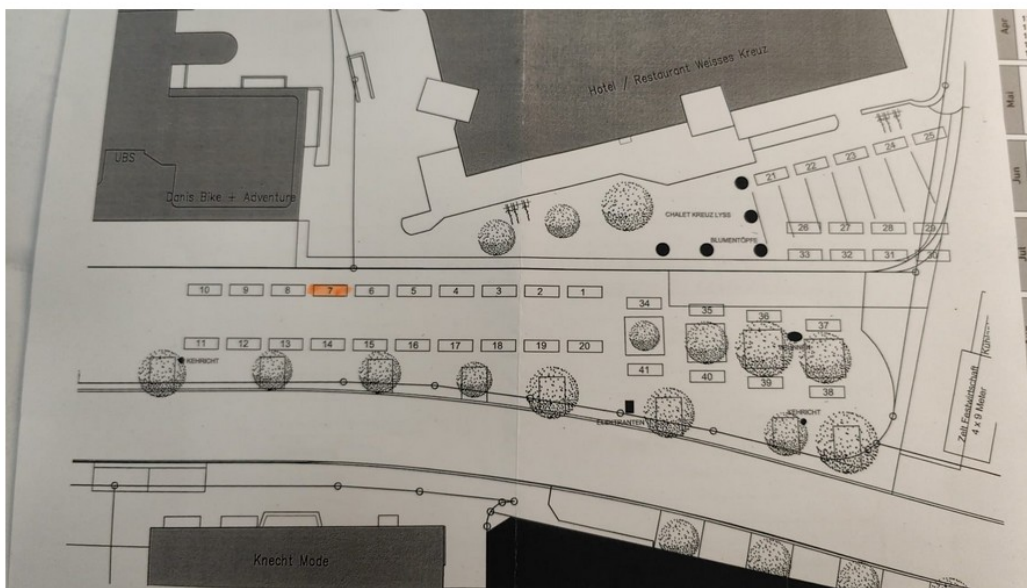 Apr
Hotel / Restaurant Weisses Kreuz
Mai
UBS
Danis Bike + Adventure
21 22 23 24 25
Jun
CHALET KREUZ LYSS
BLUMENTÖPFE
26 27 28 29
33 32 31 30
Jul
10 9 8 7 6 5 4 3 2 1
34 35 36 37
11 12 13 14 15 16 17 18 19 20
KEHRICHT
41 40 39 38
KEHRICHT
Zelt Festwirtschaft
4 x 9 Meter
Knecht Mode